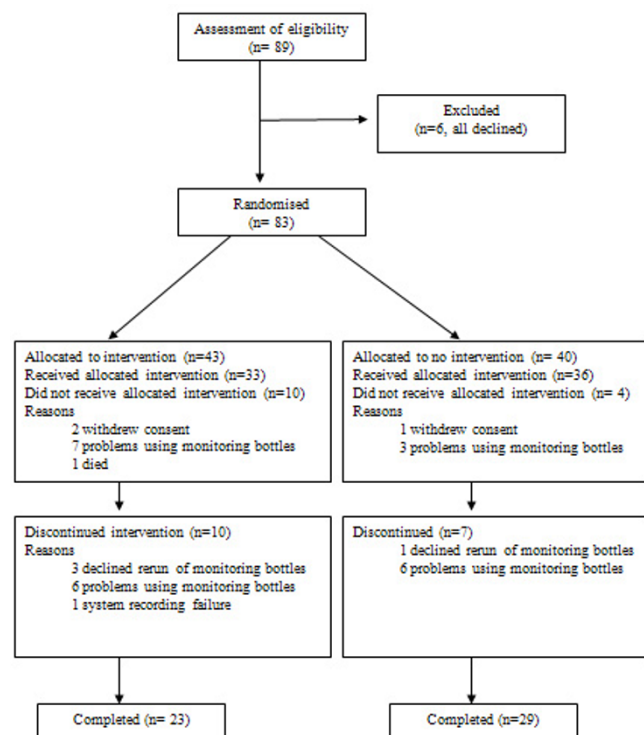 Assessment of eligibility
(n= 89)
Excluded
(n=6, all declined)
Randomised
(n= 83)
Allocated to intervention (n=43)
Received allocated intervention (n=33)
Did not receive allocated intervention (n=10)
Reasons
2 withdrew consent
7 problems using monitoring bottles
1 died
Allocated to no intervention (n= 40)
Received allocated intervention (n=36)
Did not receive allocated intervention (n= 4)
Reasons
1 withdrew consent
3 problems using monitoring bottles
Discontinued intervention (n=10)
Reasons
3 declined rerun of monitoring bottles
6 problems using monitoring bottles
1 system recording failure
Discontinued (n=7)
1 declined rerun of monitoring bottles
6 problems using monitoring bottles
Completed (n= 23)
Completed (n=29)